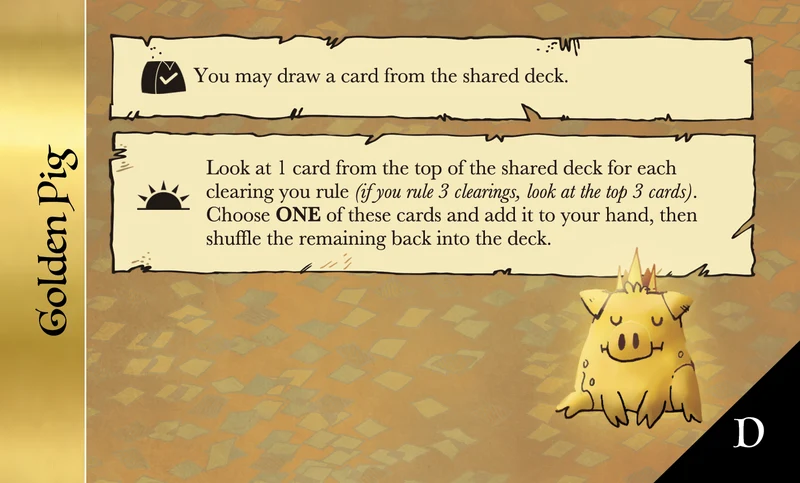 Golden Pig
You may draw a card from the shared deck.
Look at 1 card from the top of the shared deck for each
clearing you rule (if you rule 3 clearings, look at the top 3 cards).
Choose ONE of these cards and add it to your hand, then
shuffle the remaining back into the deck.
D